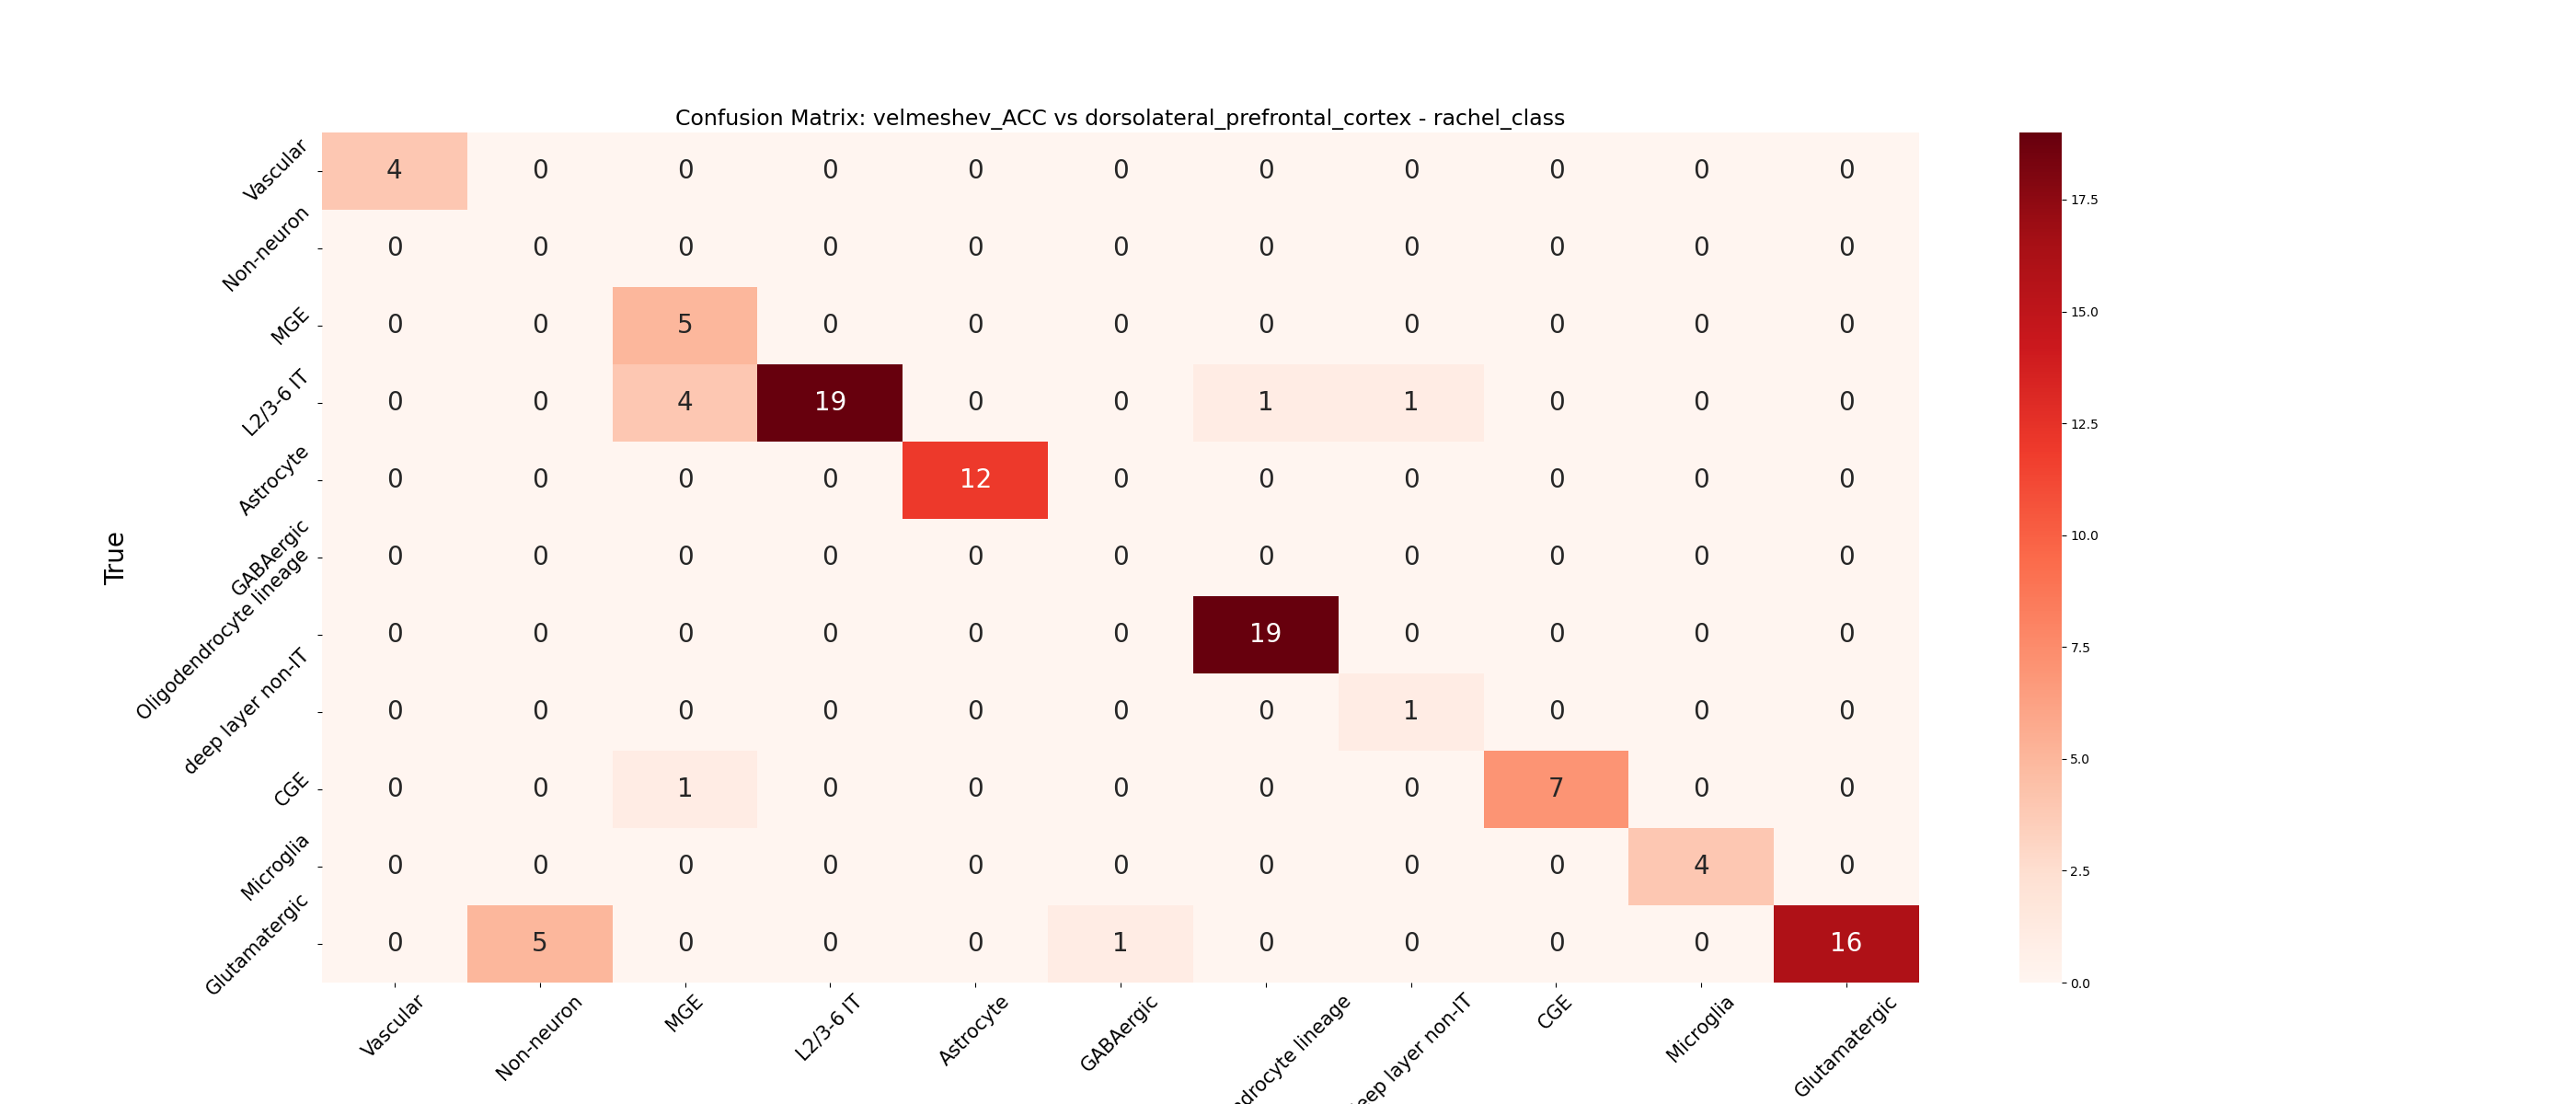 Confusion Matrix: velmeshev_ACC vs dorsolateral_prefrontal_cortex - rachel_class
True
Vascular 4 0 0 0 0 0 0 0 0 0 0
Non-neuron 0 0 0 0 0 0 0 0 0 0 0
MGE 0 0 5 0 0 0 0 0 0 0 0
L2/3-6 IT 0 0 4 19 0 0 1 1 0 0 0
Astrocyte 0 0 0 0 12 0 0 0 0 0 0
GABAergic 0 0 0 0 0 0 0 0 0 0 0
Oligodendrocyte lineage 0 0 0 0 0 0 19 0 0 0 0
deep layer non-IT 0 0 0 0 0 0 0 1 0 0 0
CGE 0 0 1 0 0 0 0 0 7 0 0
Microglia 0 0 0 0 0 0 0 0 0 4 0
Glutamatergic 0 5 0 0 0 1 0 0 0 0 16
Vascular Non-neuron MGE L2/3-6 IT Astrocyte GABAergic ndrocyte lineage eep layer non-IT CGE Microglia Glutamatergic
17.5
15.0
12.5
10.0
7.5
5.0
2.5
0.0